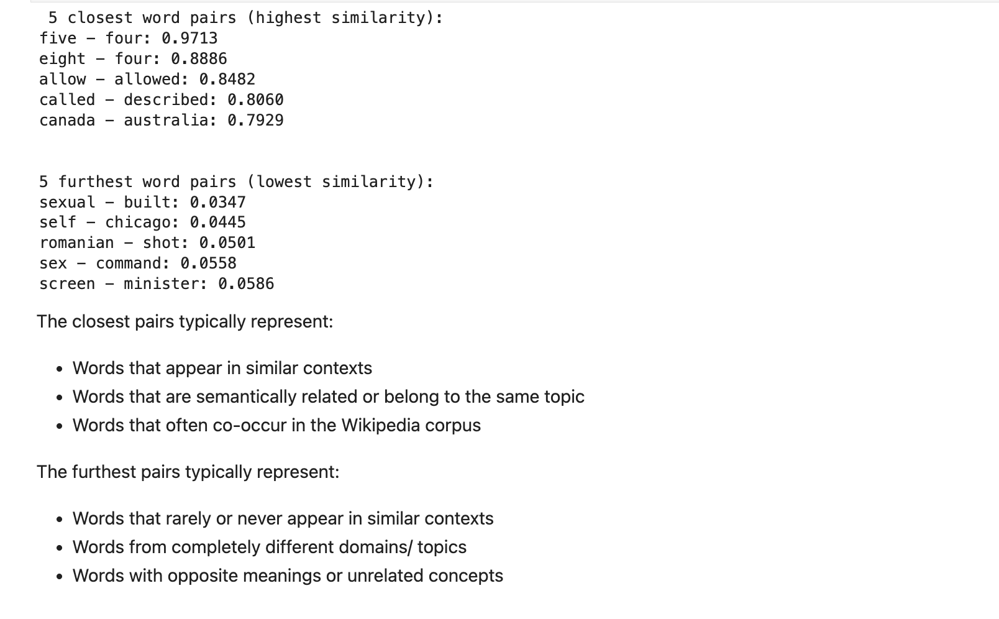 5 closest word pairs (highest similarity):
five – four: 0.9713
eight – four: 0.8886
allow – allowed: 0.8482
called – described: 0.8060
canada – australia: 0.7929
5 furthest word pairs (lowest similarity):
sexual – built: 0.0347
self – chicago: 0.0445
romanian – shot: 0.0501
sex – command: 0.0558
screen – minister: 0.0586
The closest pairs typically represent:
• Words that appear in similar contexts
• Words that are semantically related or belong to the same topic
• Words that often co-occur in the Wikipedia corpus
The furthest pairs typically represent:
• Words that rarely or never appear in similar contexts
• Words from completely different domains/ topics
• Words with opposite meanings or unrelated concepts